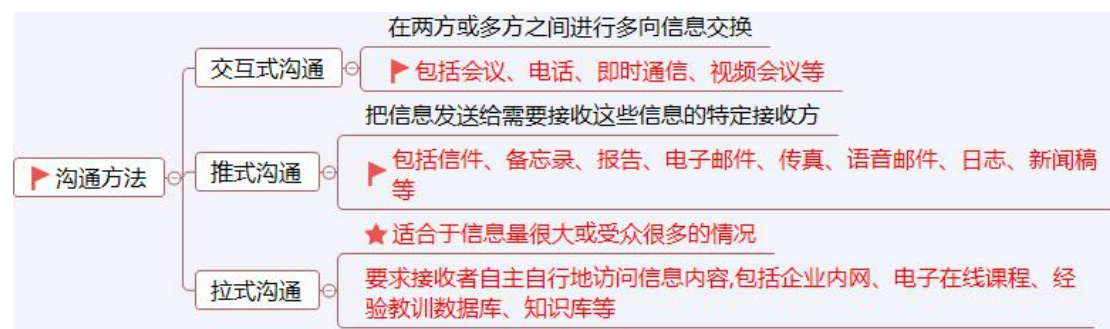 在两方或多方之间进行多向信息交换
交互式沟通
包括会议、电话、即时通信、视频会议等
把信息发送给需要接收这些信息的特定接收方
沟通方法
推式沟通
包括信件、备忘录、报告、电子邮件、传真、语音邮件、日志、新闻稿
等
适合于信息量很大或受众很多的情况
拉式沟通
要求接收者自主自行地访问信息内容,包括企业内网、电子在线课程、经
验教训数据库、知识库等